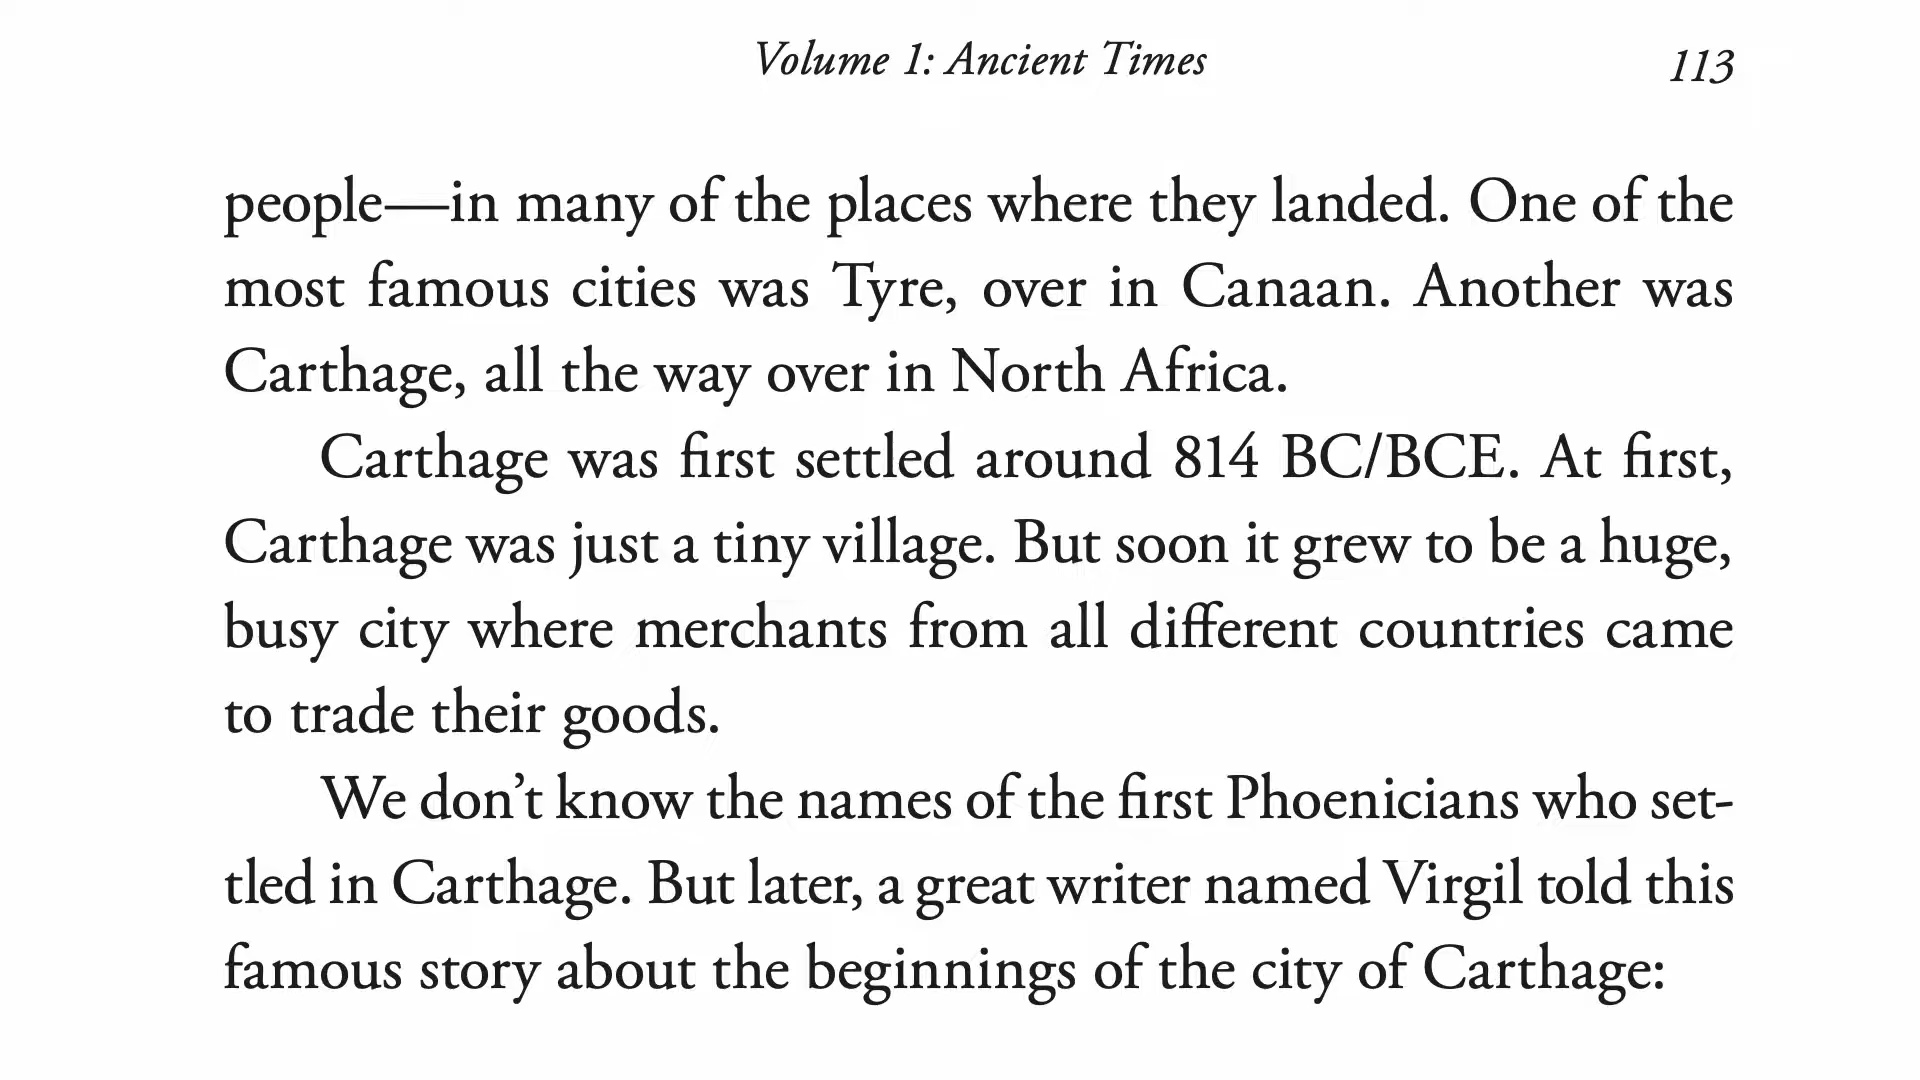 Volume 1: Ancient Times 113
people—in many of the places where they landed. One of the
most famous cities was Tyre, over in Canaan. Another was
Carthage, all the way over in North Africa.
Carthage was first settled around 814 BC/BCE. At first,
Carthage was just a tiny village. But soon it grew to be a huge,
busy city where merchants from all different countries came
to trade their goods.
We don’t know the names of the first Phoenicians who set-
tled in Carthage. But later, a great writer named Virgil told this
famous story about the beginnings of the city of Carthage: